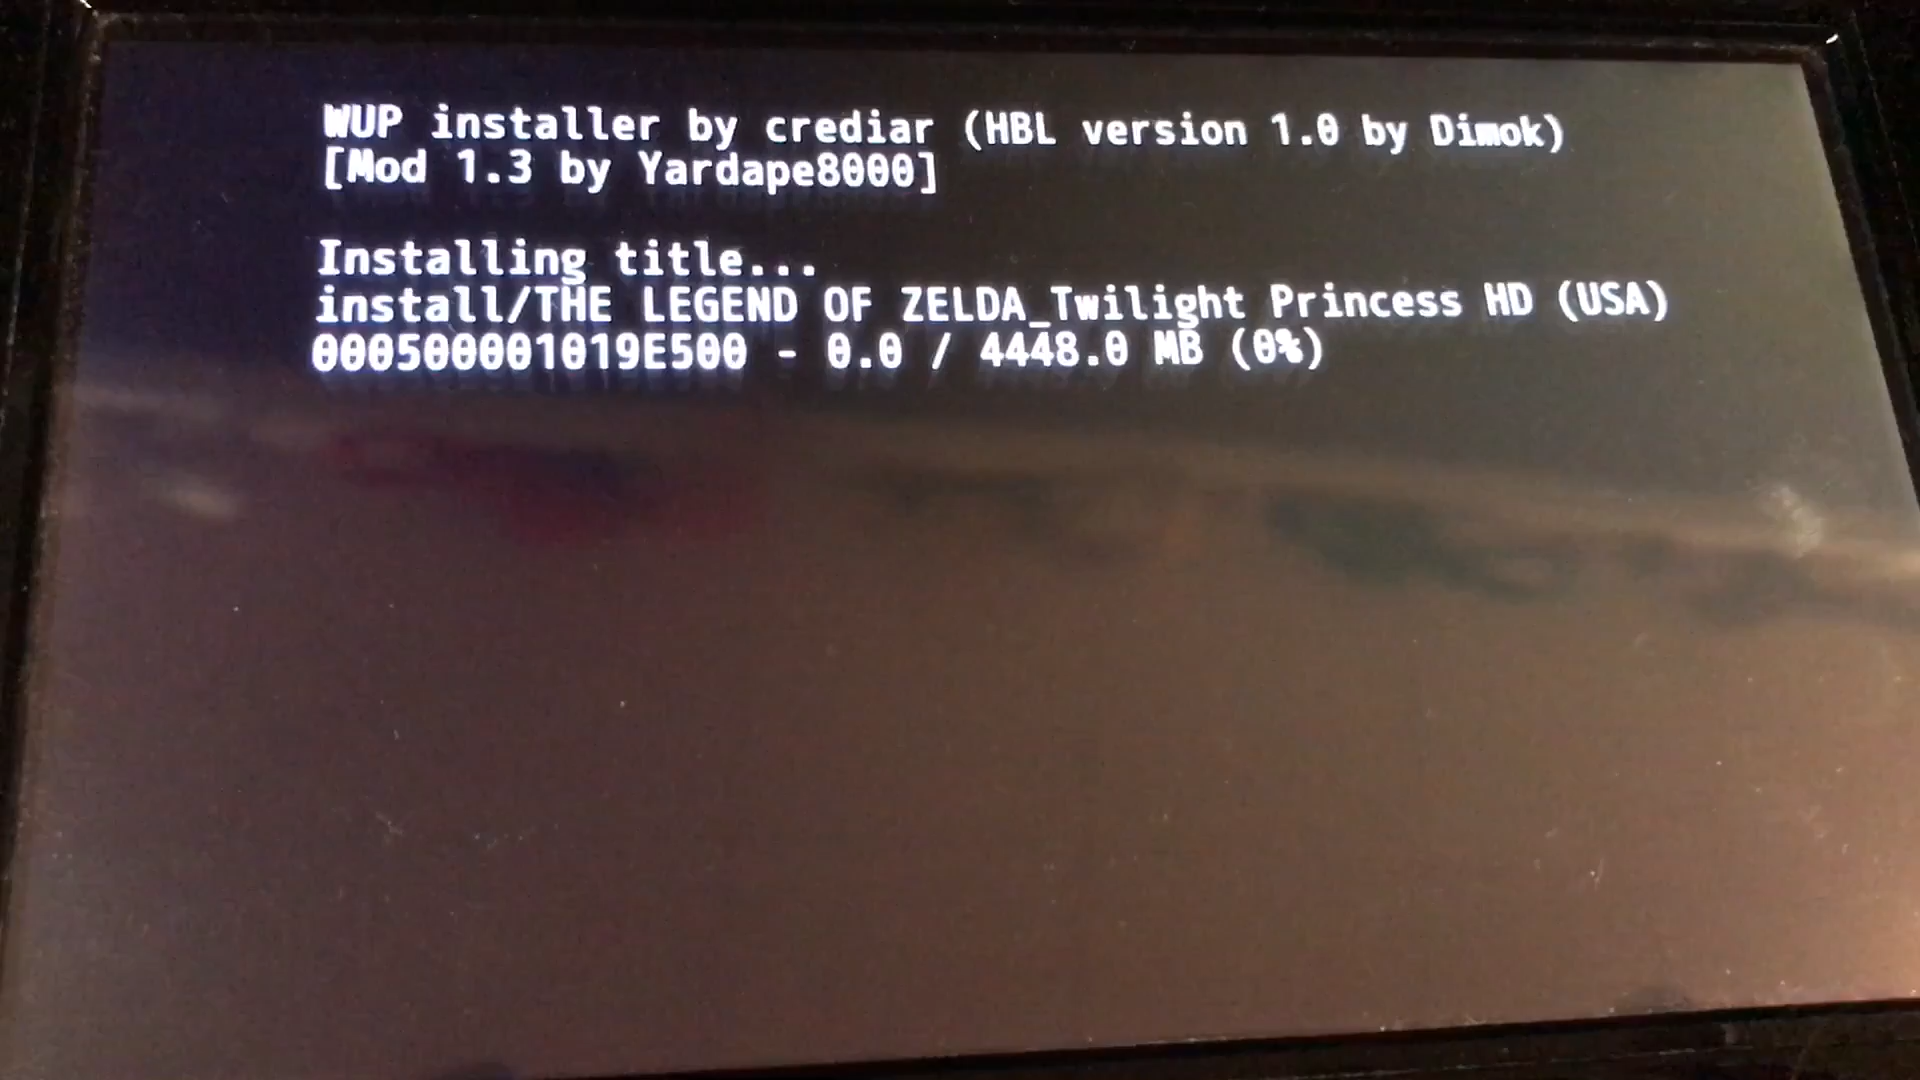 WUP installer by crediar (HBL version 1.0 by Dimok)
[Mod 1.3 by Yardape8000]
Installing title...
install/THE LEGEND OF ZELDA_Twilight Princess HD (USA)
000500001019E500 - 0.0 / 4448.0 MB (0%)